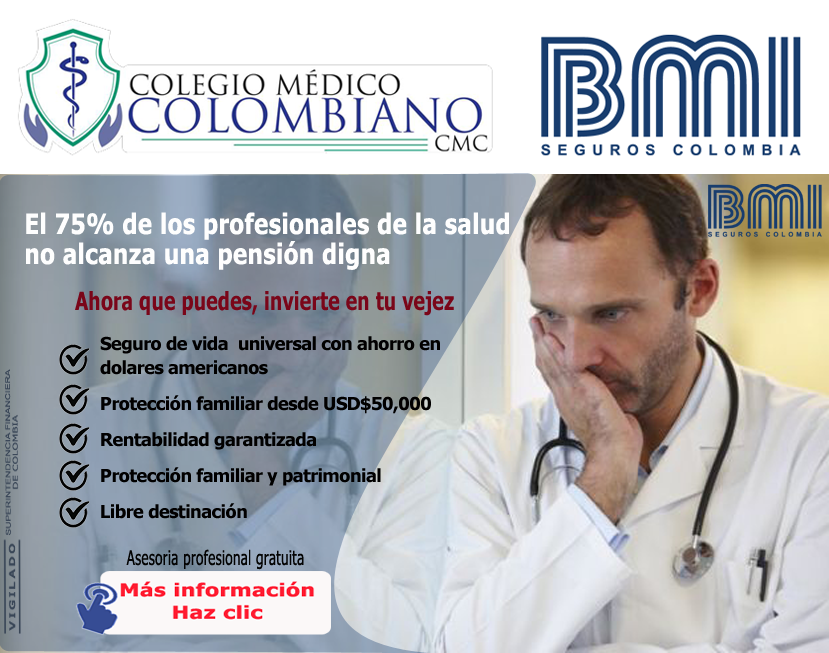 COLEGIO MÉDICO
COLOMBIANO
CMC
BMI
SEGUROS COLOMBIA
BMI
SEGUROS COLOMBIA
El 75% de los profesionales de la salud
no alcanza una pensión digna
Ahora que puedes, invierte en tu vejez
Seguro de vida universal con ahorro en
dolares americanos
Protección familiar desde USD$50,000
Rentabilidad garantizada
Protección familiar y patrimonial
Libre destinación
Asesoria profesional gratuita
Más información
Haz clic
VIGILADO
SUPERINTENDENCIA FINANCIERA
DE COLOMBIA